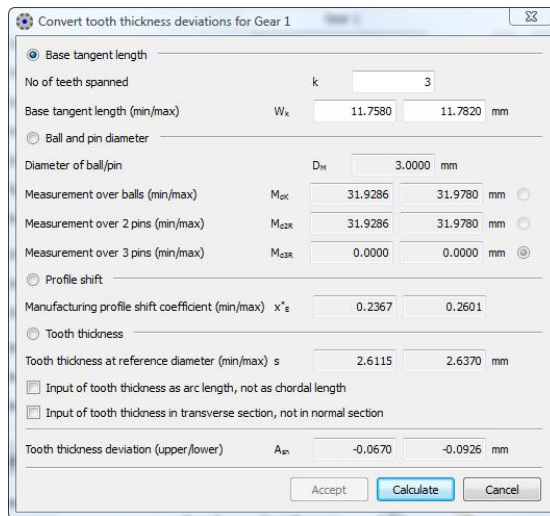 Convert tooth thickness deviations for Gear 1
Base tangent length
No of teeth spanned k 3
Base tangent length (min/max) Wk 11.7580 11.7820 mm
Ball and pin diameter
Diameter of ball/pin DM 3.0000 mm
Measurement over balls (min/max) MdK 31.9286 31.9780 mm
Measurement over 2 pins (min/max) Md2R 31.9286 31.9780 mm
Measurement over 3 pins (min/max) Md3R 0.0000 0.0000 mm
Profile shift
Manufacturing profile shift coefficient (min/max) x*E 0.2367 0.2601
Tooth thickness
Tooth thickness at reference diameter (min/max) s 2.6115 2.6370 mm
Input of tooth thickness as arc length, not as chordal length
Input of tooth thickness in transverse section, not in normal section
Tooth thickness deviation (upper/lower) Asn -0.0670 -0.0926 mm
Accept Calculate Cancel